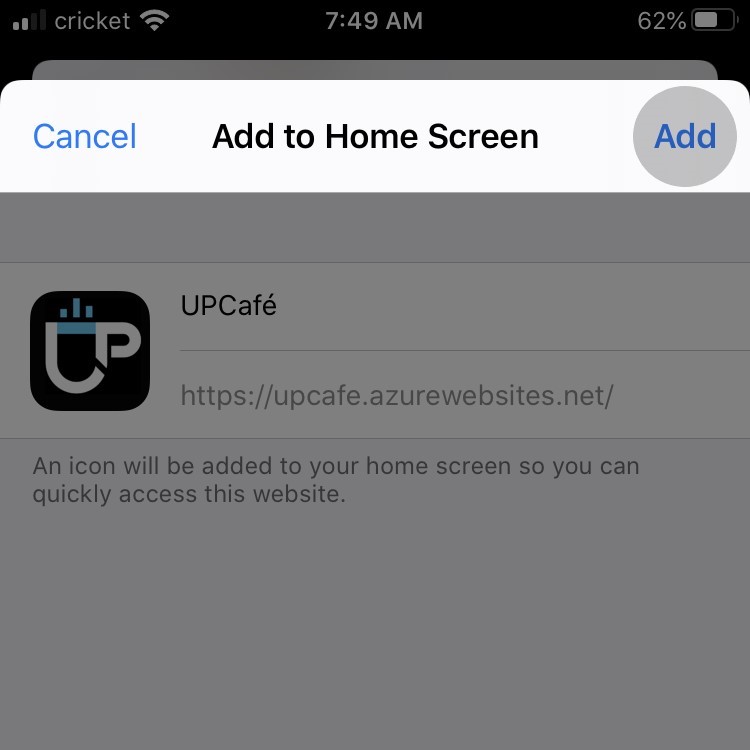 cricket 7:49 AM 62%
Cancel Add to Home Screen Add
UP
UPCafé
https://upcafe.azurewebsites.net/
An icon will be added to your home screen so you can
quickly access this website.